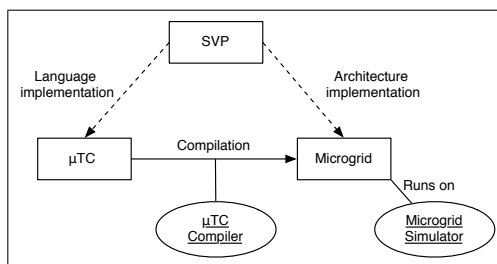 SVP
Language
implementation
Architecture
implementation
µTC
Compilation
Microgrid
Runs on
µTC
Compiler
Microgrid
Simulator